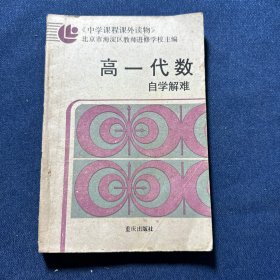 《中学课程课外读物》
北京市海淀区教师进修学校主编
高一代数
自学解难
重庆出版社